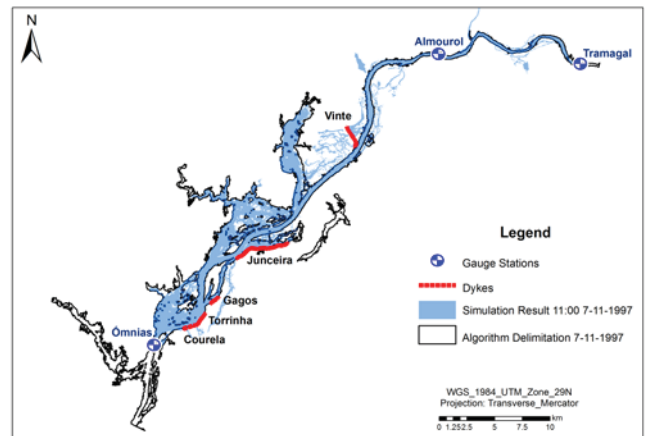 N
Almourol
Tramagal
Vinte
Junceira
Gagos
Torrinha
Courela
Ómnias
Legend
Gauge Stations
Dykes
Simulation Result 11:00 7-11-1997
Algorithm Delimitation 7-11-1997
WGS_1984_UTM_Zone_29N
Projection: Transverse_Mercator
km
0 1.252.5 5 7.5 10